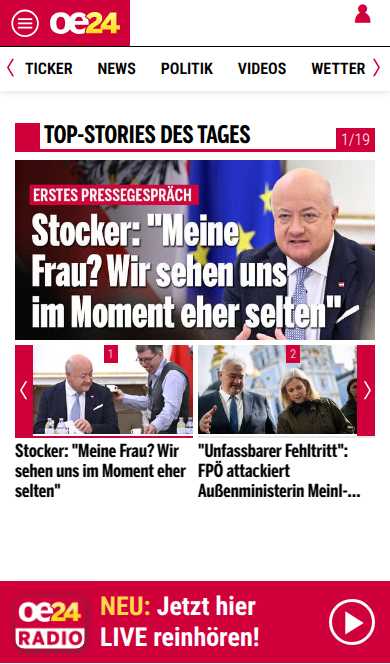 oe24
TICKER NEWS POLITIK VIDEOS WETTER
TOP-STORIES DES TAGES
1/19
ERSTES PRESSEGESPRÄCH
Stocker: "Meine
Frau? Wir sehen uns
im Moment eher selten"
1
2
Stocker: "Meine Frau? Wir
sehen uns im Moment eher
selten"
"Unfassbarer Fehltritt":
FPÖ attackiert
Außenministerin Meinl-...
oe24
RADIO
NEU: Jetzt hier
LIVE reinhören!